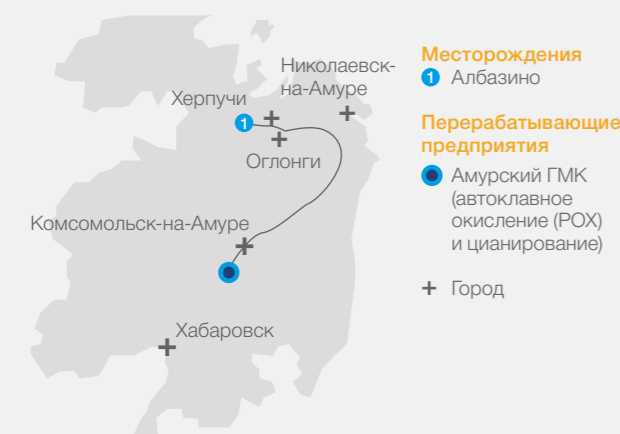 Николаевск-
на-Амуре
Херпучи
1
Оглонги
Комсомольск-на-Амуре
Хабаровск
Месторождения
1 Албазино
Перерабатывающие
предприятия
Амурский ГМК
(автоклавное
окисление (POX)
и цианирование)
Город